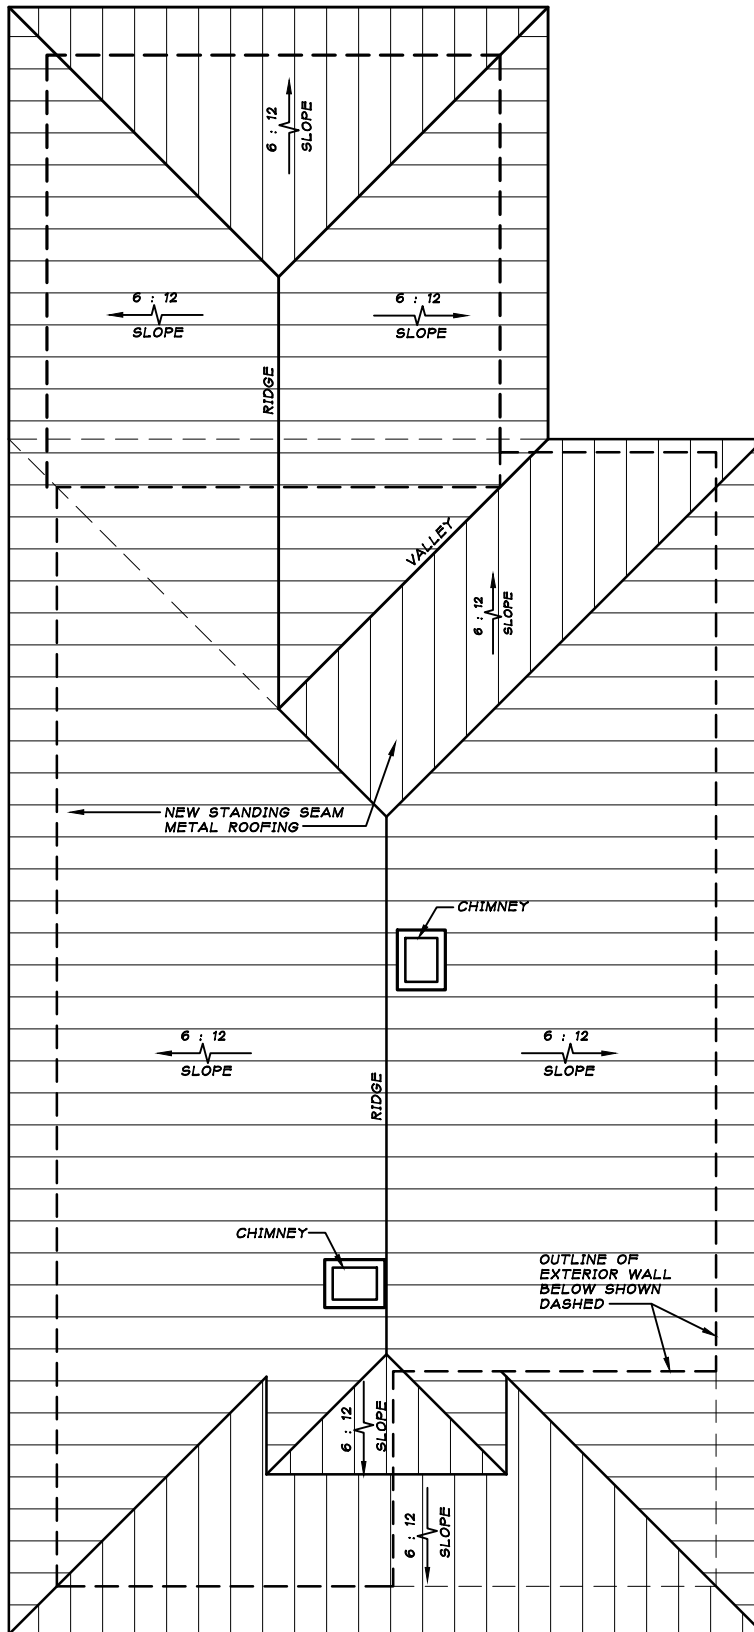 6 : 12
SLOPE
6 : 12
SLOPE
6 : 12
SLOPE
RIDGE
VALLEY
6 : 12
SLOPE
NEW STANDING SEAM
METAL ROOFING
CHIMNEY
6 : 12
SLOPE
6 : 12
SLOPE
RIDGE
CHIMNEY
OUTLINE OF
EXTERIOR WALL
BELOW SHOWN
DASHED
6 : 12
SLOPE
6 : 12
SLOPE